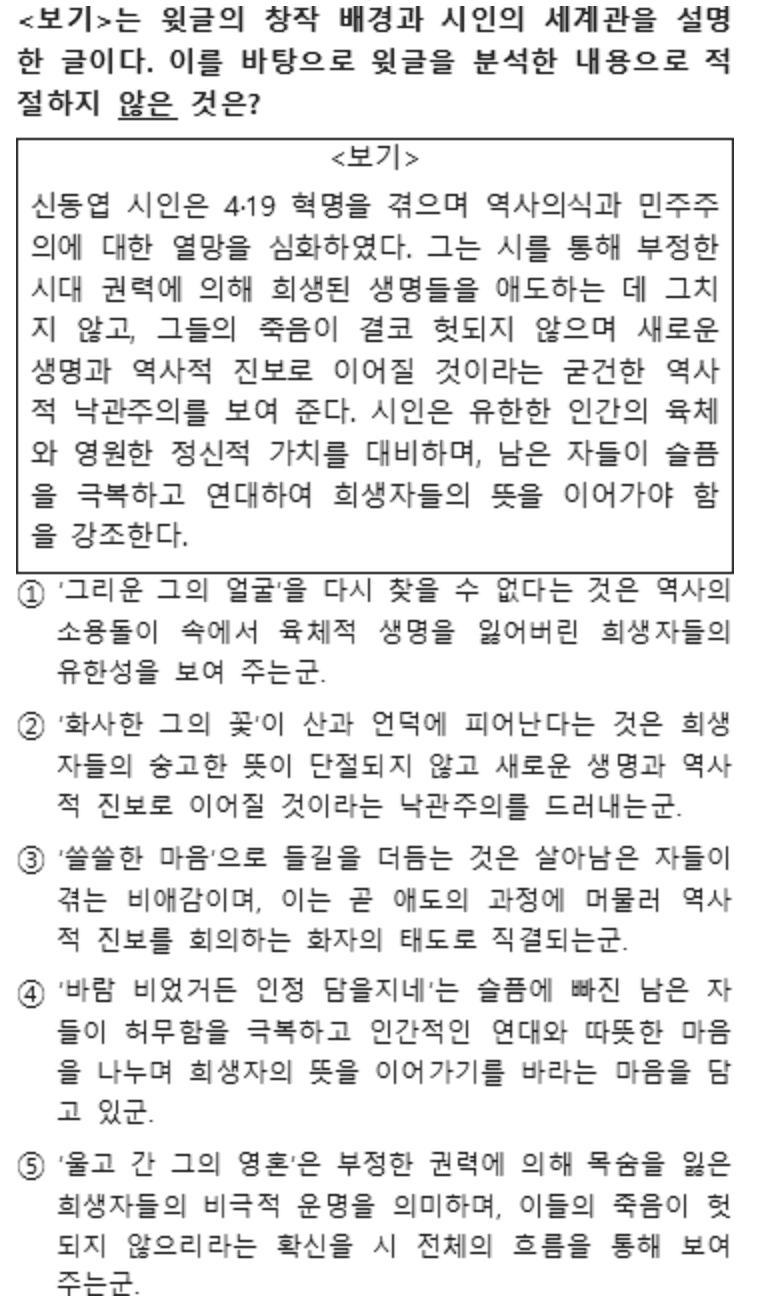 <보기>는 윗글의 창작 배경과 시인의 세계관을 설명
한 글이다. 이를 바탕으로 윗글을 분석한 내용으로 적
절하지 않은 것은?
<보기>
신동엽 시인은 4·19 혁명을 겪으며 역사의식과 민주주
의에 대한 열망을 심화하였다. 그는 시를 통해 부정한
시대 권력에 의해 희생된 생명들을 애도하는 데 그치
지 않고, 그들의 죽음이 결코 헛되지 않으며 새로운
생명과 역사적 진보로 이어질 것이라는 굳건한 역사
적 낙관주의를 보여 준다. 시인은 유한한 인간의 육체
와 영원한 정신적 가치를 대비하며, 남은 자들이 슬픔
을 극복하고 연대하여 희생자들의 뜻을 이어가야 함
을 강조한다.
① '그리운 그의 얼굴'을 다시 찾을 수 없다는 것은 역사의
소용돌이 속에서 육체적 생명을 잃어버린 희생자들의
유한성을 보여 주는군.
② '화사한 그의 꽃'이 산과 언덕에 피어난다는 것은 희생
자들의 숭고한 뜻이 단절되지 않고 새로운 생명과 역사
적 진보로 이어질 것이라는 낙관주의를 드러내는군.
③ '쓸쓸한 마음'으로 들길을 더듬는 것은 살아남은 자들이
겪는 비애감이며, 이는 곧 애도의 과정에 머물러 역사
적 진보를 회의하는 화자의 태도로 직결되는군.
④ '바람 비었거든 인정 담을지네'는 슬픔에 빠진 남은 자
들이 허무함을 극복하고 인간적인 연대와 따뜻한 마음
을 나누며 희생자의 뜻을 이어가기를 바라는 마음을 담
고 있군.
⑤ '울고 간 그의 영혼'은 부정한 권력에 의해 목숨을 잃은
희생자들의 비극적 운명을 의미하며, 이들의 죽음이 헛
되지 않으리라는 확신을 시 전체의 흐름을 통해 보여
주는군.